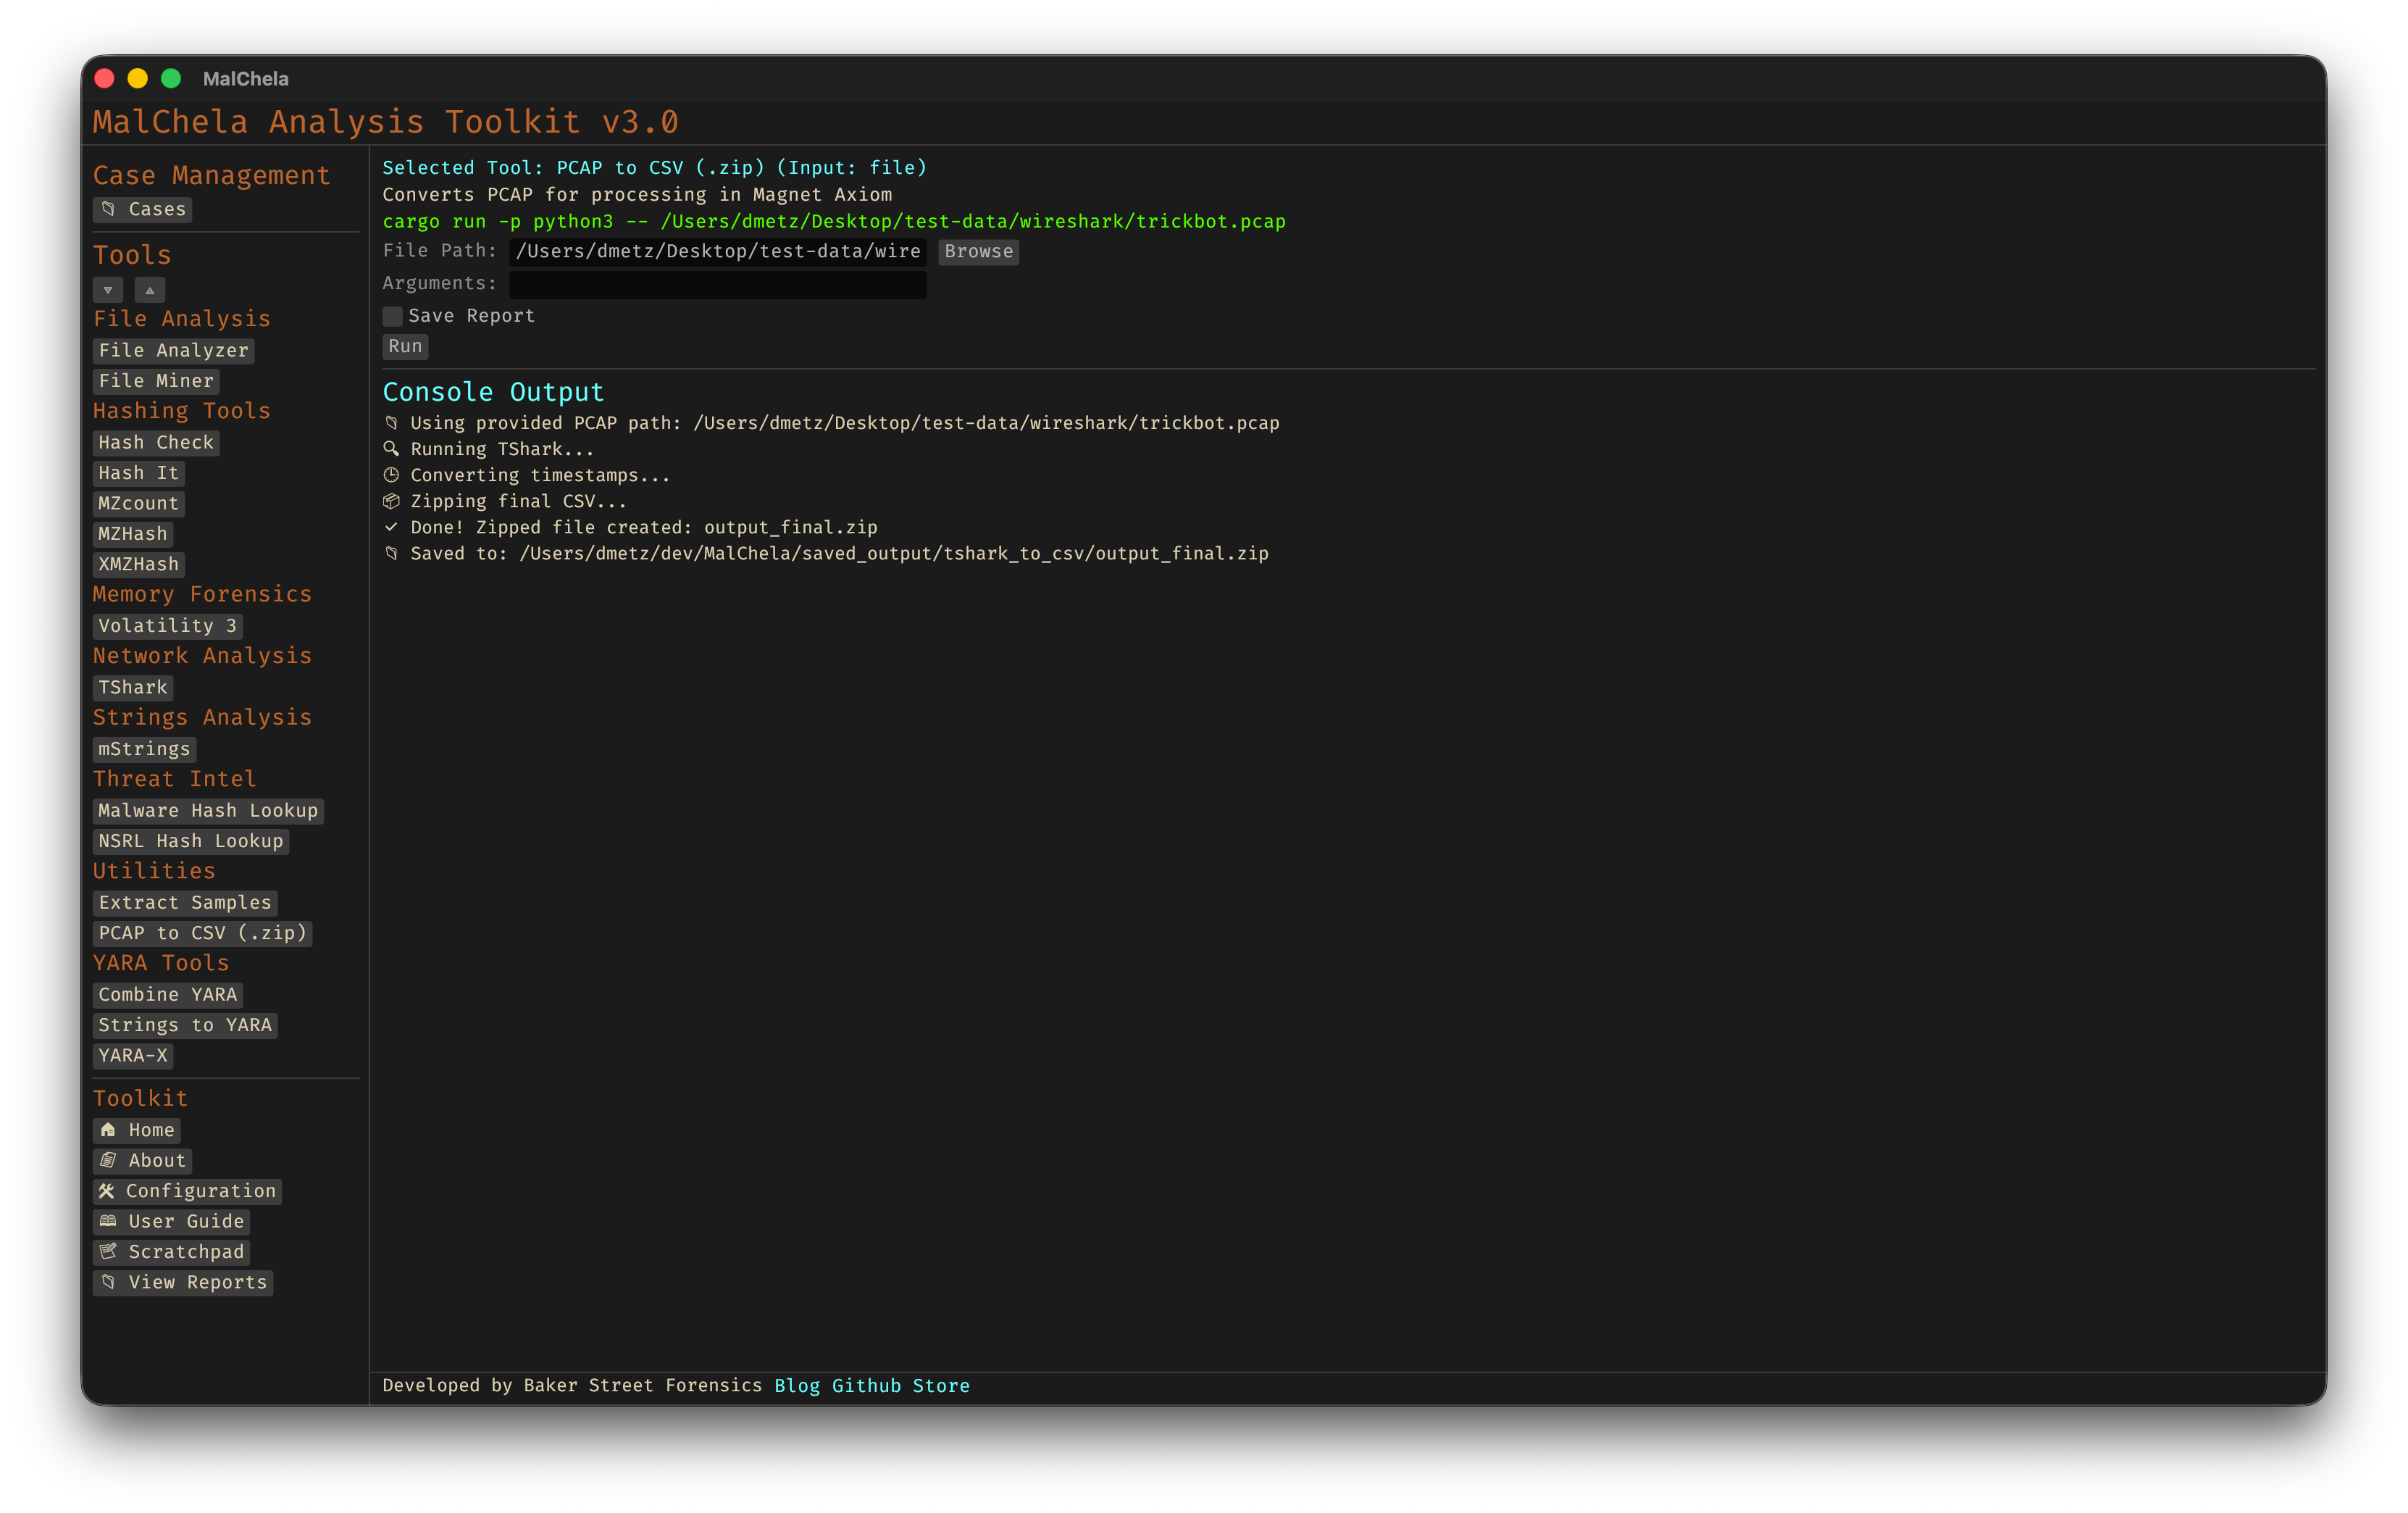 MalChela
MalChela Analysis Toolkit v3.0
Case Management
Cases
Tools
File Analysis
File Analyzer
File Miner
Hashing Tools
Hash Check
Hash It
MZcount
MZHash
XMZHash
Memory Forensics
Volatility 3
Network Analysis
TShark
Strings Analysis
mStrings
Threat Intel
Malware Hash Lookup
NSRL Hash Lookup
Utilities
Extract Samples
PCAP to CSV (.zip)
YARA Tools
Combine YARA
Strings to YARA
YARA-X
Toolkit
Home
About
Configuration
User Guide
Scratchpad
View Reports
Selected Tool: PCAP to CSV (.zip) (Input: file)
Converts PCAP for processing in Magnet Axiom
cargo run -p python3 -- /Users/dmetz/Desktop/test-data/wireshark/trickbot.pcap
File Path: /Users/dmetz/Desktop/test-data/wire Browse
Arguments:
Save Report
Run
Console Output
Using provided PCAP path: /Users/dmetz/Desktop/test-data/wireshark/trickbot.pcap
Running TShark...
Converting timestamps...
Zipping final CSV...
Done! Zipped file created: output_final.zip
Saved to: /Users/dmetz/dev/MalChela/saved_output/tshark_to_csv/output_final.zip
Developed by Baker Street Forensics Blog Github Store